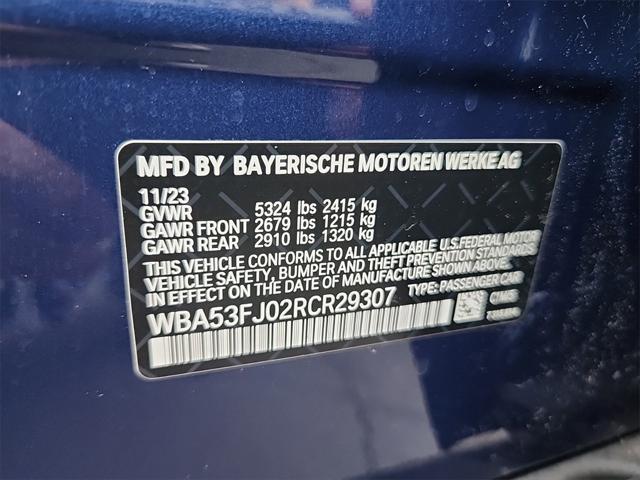 MFD BY BAYERISCHE MOTOREN WERKE AG
11/23
GVWR 5324 lbs 2415 kg
GAWR FRONT 2679 lbs 1215 kg
GAWR REAR 2910 lbs 1320 kg
THIS VEHICLE CONFORMS TO ALL APPLICABLE U.S.FEDERAL MOTOR
VEHICLE SAFETY, BUMPER AND THEFT PREVENTION STANDARDS
IN EFFECT ON THE DATE OF MANUFACTURE SHOWN ABOVE.
WBA53FJ02RCR29307 TYPE: PASSENGER CAR